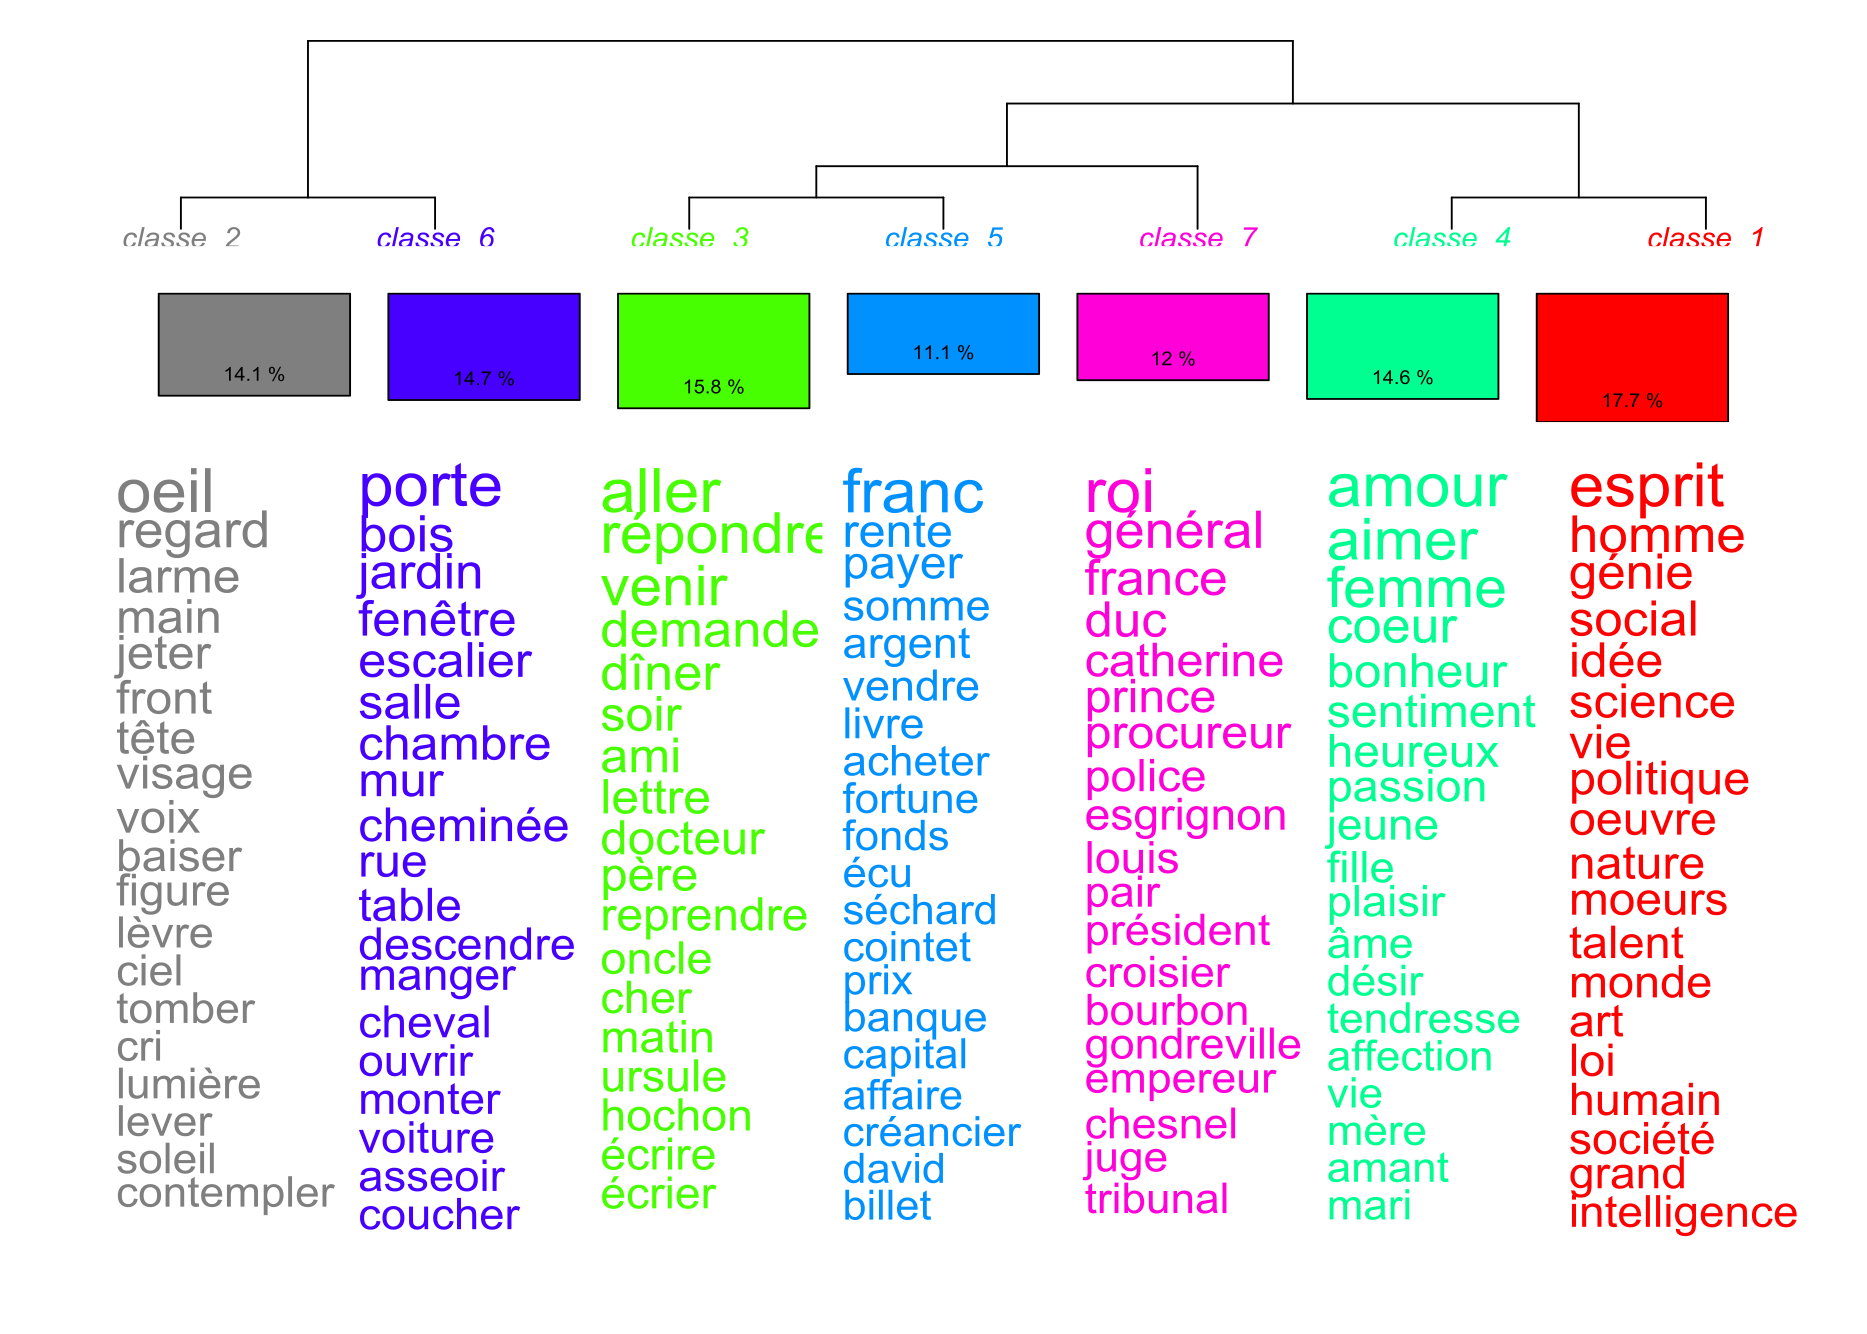 classe 2
classe 6
classe 3
classe 5
classe 7
classe 4
classe 1
14.1 %
14.7 %
15.8 %
11.1 %
12 %
14.6 %
17.7 %
oeil
regard
larme
main
jeter
front
tête
visage
voix
baiser
figure
lèvre
ciel
tomber
cri
lumière
lever
soleil
contempler
porte
bois
jardin
fenêtre
escalier
salle
chambre
mur
cheminée
rue
table
descendre
manger
cheval
ouvrir
monter
voiture
asseoir
coucher
aller
répondre
venir
demande
dîner
soir
ami
lettre
docteur
père
reprendre
oncle
cher
matin
ursule
hochon
écrire
écrier
franc
rente
payer
somme
argent
vendre
livre
acheter
fortune
fonds
écu
séchard
cointet
prix
banque
capital
affaire
créancier
david
billet
roi
général
france
duc
catherine
prince
procureur
police
esgrignon
louis
pair
président
croisier
bourbon
gondreville
empereur
chesnel
juge
tribunal
amour
aimer
femme
coeur
bonheur
sentiment
heureux
passion
jeune
fille
plaisir
âme
désir
tendresse
affection
vie
mère
amant
mari
esprit
homme
génie
social
idée
science
vie
politique
oeuvre
nature
moeurs
talent
monde
art
loi
humain
société
grand
intelligence